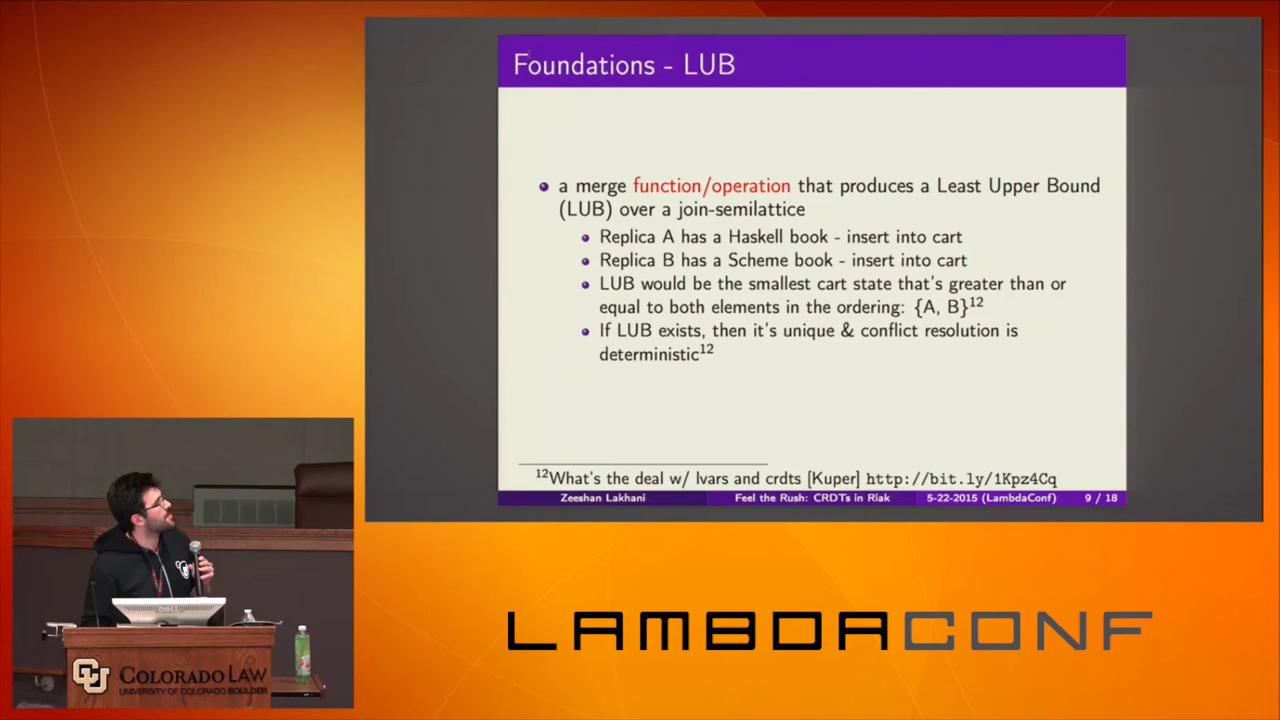 Foundations - LUB
a merge function/operation that produces a Least Upper Bound
(LUB) over a join-semilattice
Replica A has a Haskell book - insert into cart
Replica B has a Scheme book - insert into cart
LUB would be the smallest cart state that's greater than or
equal to both elements in the ordering: {A, B}¹²
If LUB exists, then it's unique & conflict resolution is
deterministic¹²
¹²What's the deal w/ lvars and crdts [Kuper] http://bit.ly/1Kpz4Cq
Zeeshan Lakhani Feel the Rush: CRDTs in Riak 5-22-2015 (LambdaConf) 9 / 18
LAMBDACONF
CU COLORADO LAW
UNIVERSITY OF COLORADO BOULDER